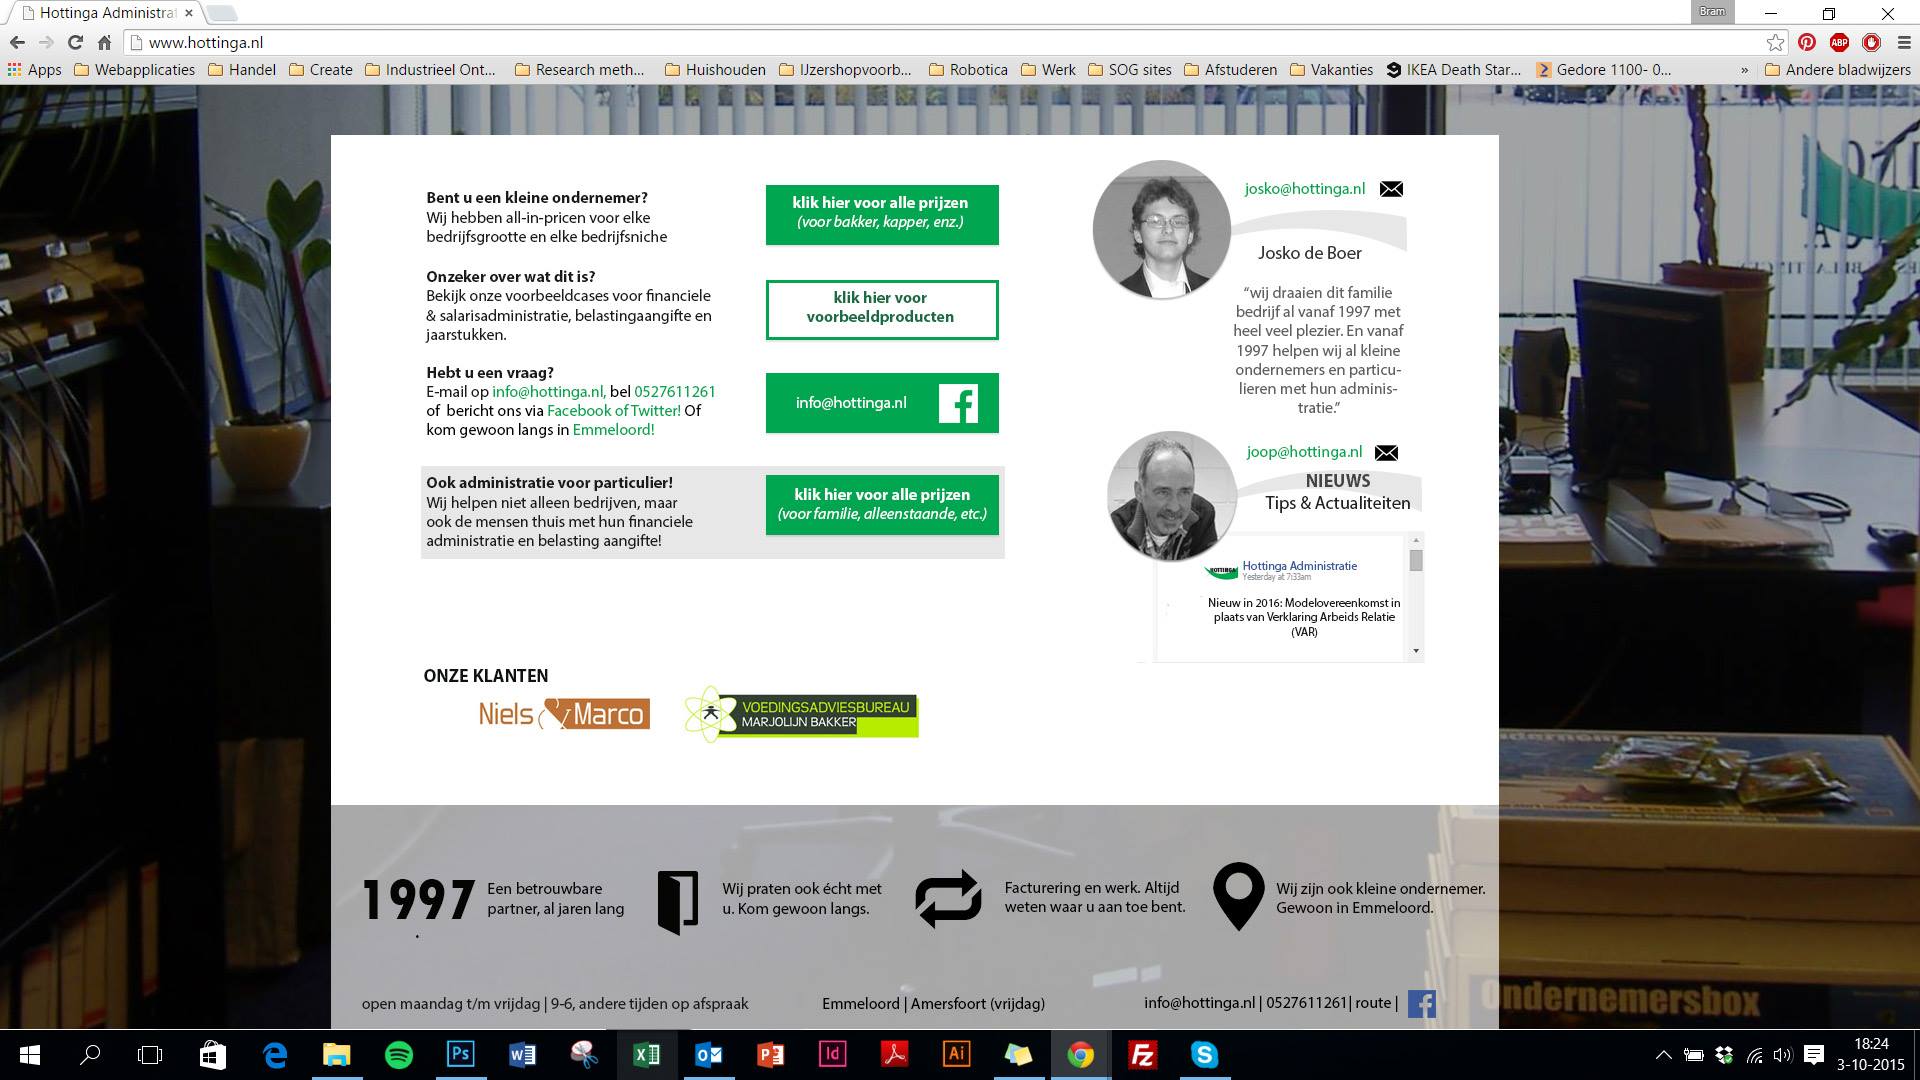 Hottinga Administra
Bram
www.hottinga.nl
Apps Webapplicaties Handel Create Industrieel Ont... Research meth... Huishouden IJzershopvoorb... Robotica Werk SOG sites Afstuderen Vakanties IKEA Death Star... Gedore 1100- 0... » Andere bladwijzers
ABP
Bent u een kleine ondernemer?
Wij hebben all-in-pricen voor elke
bedrijfsgrootte en elke bedrijfsniche
klik hier voor alle prijzen
(voor bakker, kapper, enz.)
Onzeker over wat dit is?
Bekijk onze voorbeeldcases voor financiele
& salarisadministratie, belastingaangifte en
jaarstukken.
klik hier voor
voorbeeldproducten
Hebt u een vraag?
E-mail op info@hottinga.nl, bel 0527611261
of bericht ons via Facebook of Twitter! Of
kom gewoon langs in Emmeloord!
info@hottinga.nl
Ook administratie voor particulier!
Wij helpen niet alleen bedrijven, maar
ook de mensen thuis met hun financiele
administratie en belasting aangifte!
klik hier voor alle prijzen
(voor familie, alleenstaande, etc.)
josko@hottinga.nl
Josko de Boer
“wij draaien dit familie
bedrijf al vanaf 1997 met
heel veel plezier. En vanaf
1997 helpen wij al kleine
ondernemers en particu-
lieren met hun adminis-
tratie.”
joop@hottinga.nl
NIEUWS
Tips & Actualiteiten
HOTTINGA
Hottinga Administratie
Yesterday at 7:33am
Nieuw in 2016: Modelovereenkomst in
plaats van Verklaring Arbeids Relatie
(VAR)
ONZE KLANTEN
Niels & Marco
VOEDINGSADVIESBUREAU
MARJOLIJN BAKKER
1997
Een betrouwbare
partner, al jaren lang
Wij praten ook écht met
u. Kom gewoon langs.
Facturering en werk. Altijd
weten waar u aan toe bent.
Wij zijn ook kleine ondernemer.
Gewoon in Emmeloord.
open maandag t/m vrijdag | 9-6, andere tijden op afspraak
Emmeloord | Amersfoort (vrijdag)
info@hottinga.nl | 0527611261| route |
Ondernemersbox
18:24
3-10-2015